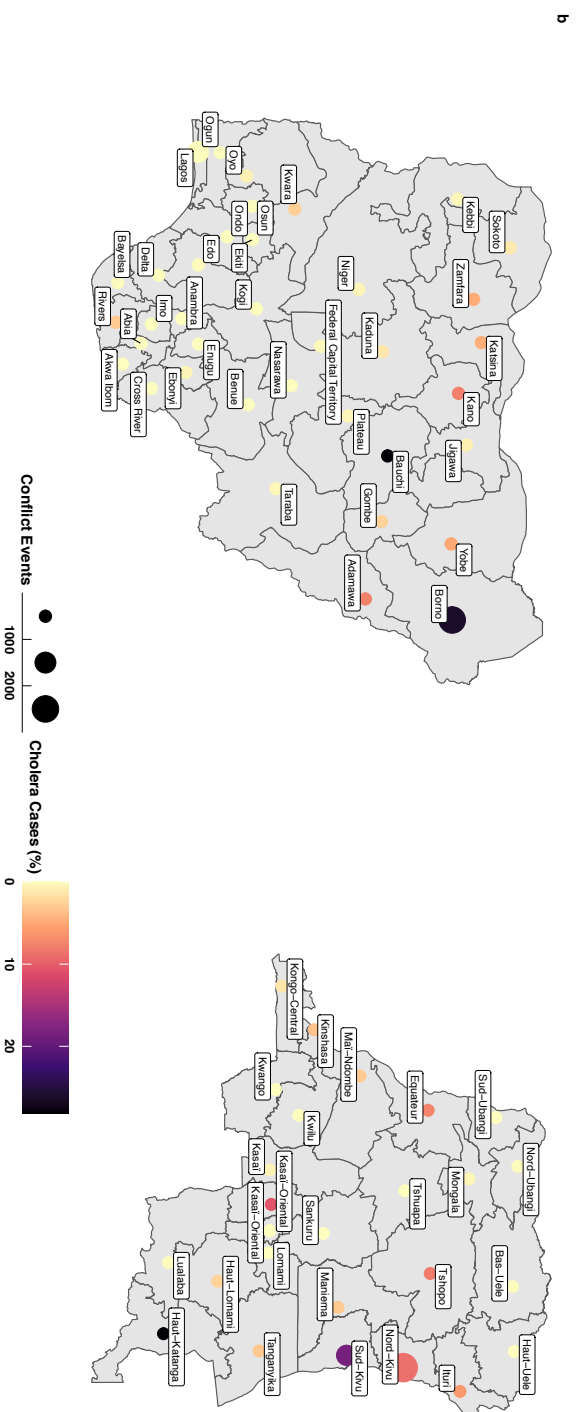 b
Sokoto
Kebbi
Zamfara
Katsina
Kano
Jigawa
Yobe
Borno
Bauchi
Gombe
Adamawa
Kaduna
Niger
Plateau
Federal Capital Territory
Kwara
Nasarawa
Taraba
Oyo
Osun
Ekiti
Ondo
Kogi
Benue
Ogun
Lagos
Edo
Anambra
Enugu
Ebonyi
Delta
Imo
Abia
Cross River
Bayelsa
Rivers
Akwa Ibom
Nord−Ubangi
Haut−Uele
Bas−Uele
Sud−Ubangi
Mongala
Ituri
Equateur
Tshopo
Tshuapa
Nord−Kivu
Maï−Ndombe
Sud−Kivu
Maniema
Kinshasa
Kongo−Central
Kwilu
Sankuru
Kwango
Kasaï
Kasaï−Oriental
Kasaï−Oriental
Lomami
Tanganyika
Haut−Lomami
Lualaba
Haut−Katanga
Conflict Events
1000
2000
Cholera Cases (%)
0
10
20